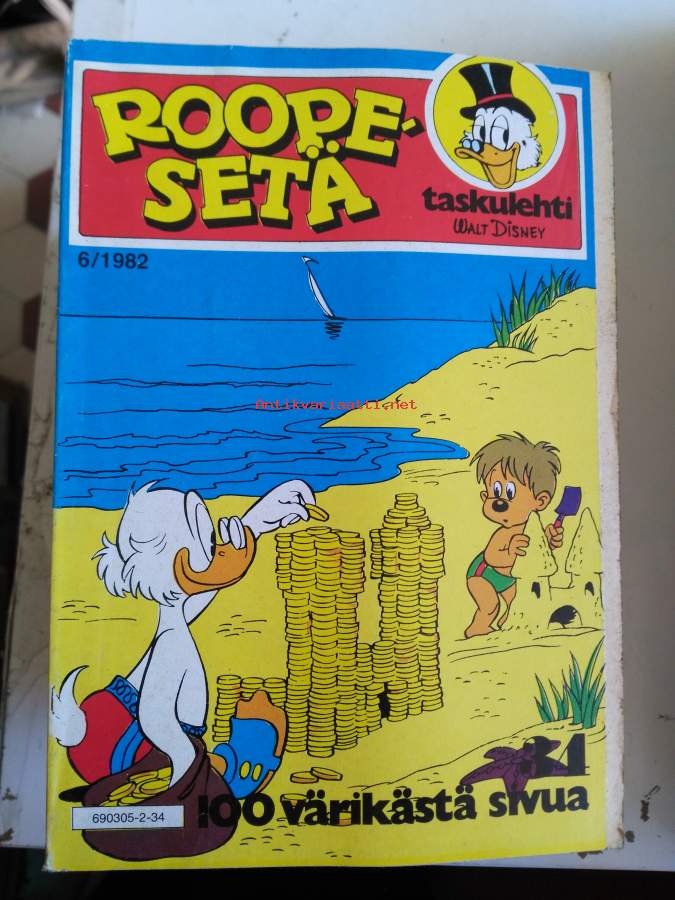 ROOPE-
SETÄ
taskulehti
WALT DISNEY
6/1982
Antikvariaatti.net
34
100 värikästä sivua
690305-2-34